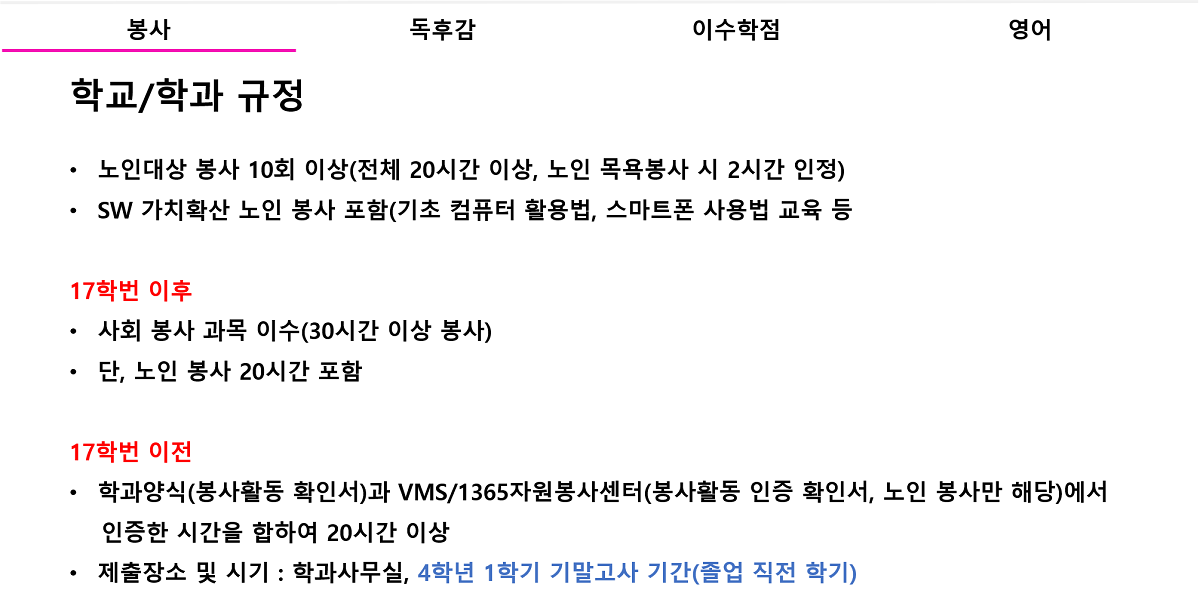 봉사 독후감 이수학점 영어
학교/학과 규정
• 노인대상 봉사 10회 이상(전체 20시간 이상, 노인 목욕봉사 시 2시간 인정)
• SW 가치확산 노인 봉사 포함(기초 컴퓨터 활용법, 스마트폰 사용법 교육 등
17학번 이후
• 사회 봉사 과목 이수(30시간 이상 봉사)
• 단, 노인 봉사 20시간 포함
17학번 이전
• 학과양식(봉사활동 확인서)과 VMS/1365자원봉사센터(봉사활동 인증 확인서, 노인 봉사만 해당)에서
인증한 시간을 합하여 20시간 이상
• 제출장소 및 시기 : 학과사무실, 4학년 1학기 기말고사 기간(졸업 직전 학기)